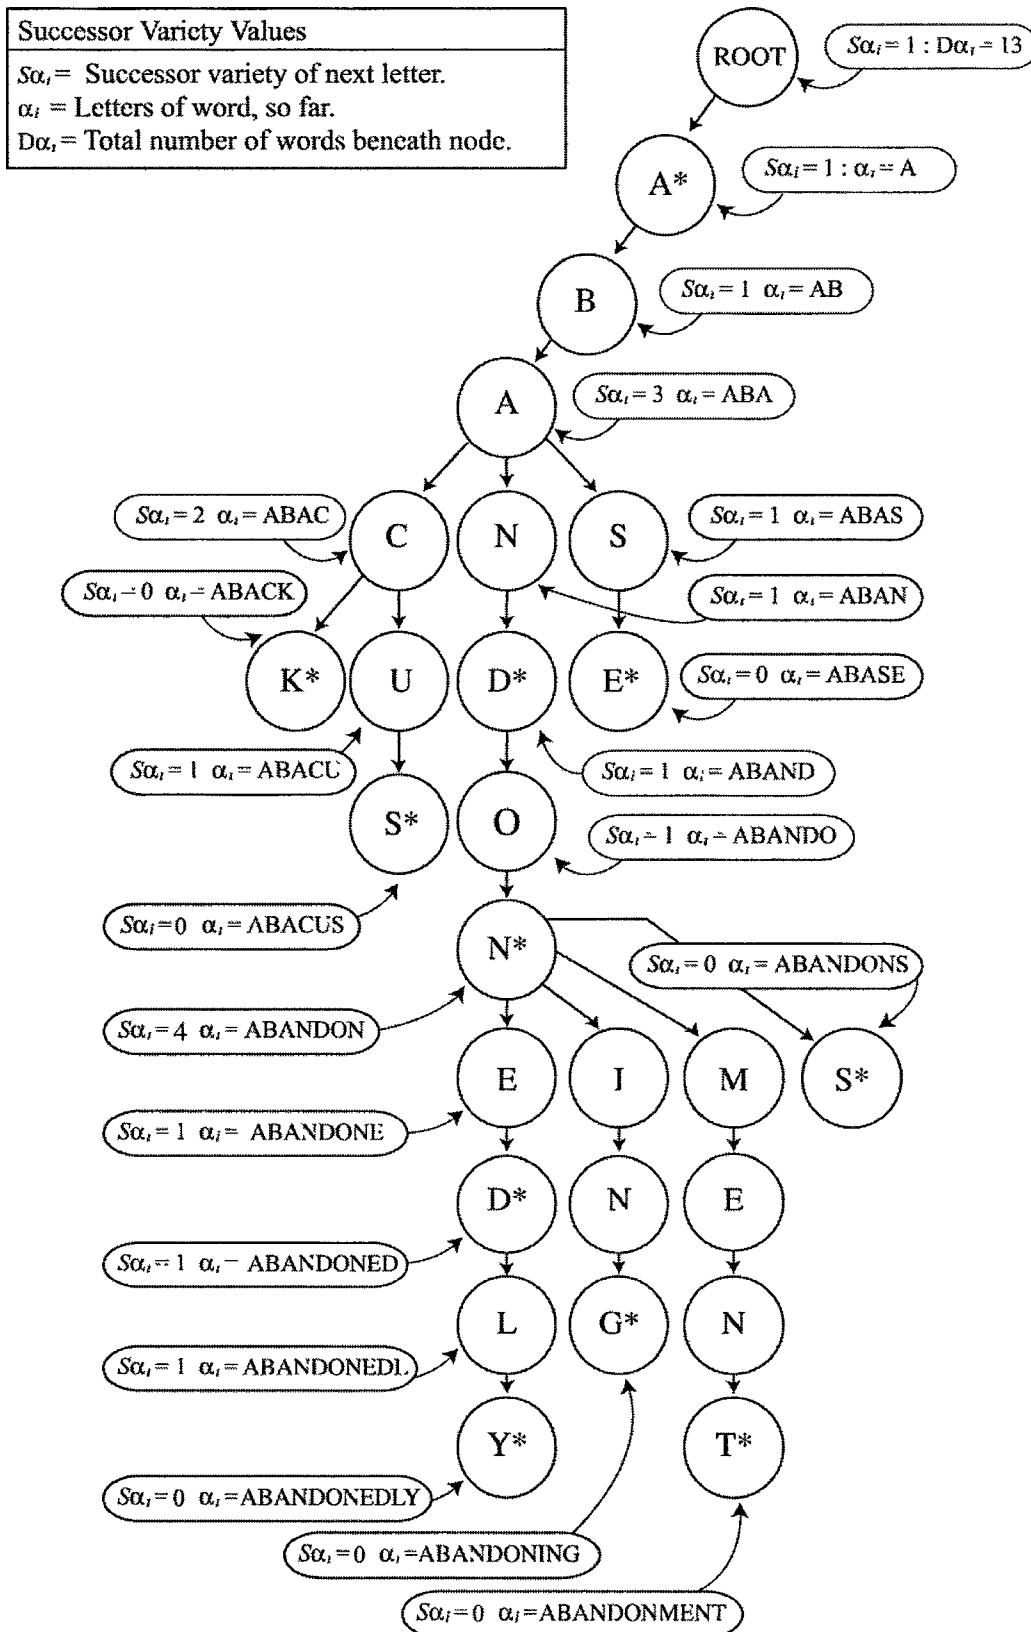 Successor Variety Values
Sαᵢ = Successor variety of next letter.
αᵢ = Letters of word, so far.
Dαᵢ = Total number of words beneath node.
ROOT
Sαᵢ = 1 : Dαᵢ = 13
A*
Sαᵢ = 1 : αᵢ = A
B
Sαᵢ = 1 αᵢ = AB
A
Sαᵢ = 3 αᵢ = ABA
Sαᵢ = 2 αᵢ = ABAC
C
N
S
Sαᵢ = 1 αᵢ = ABAS
Sαᵢ = 0 αᵢ = ABACK
Sαᵢ = 1 αᵢ = ABAN
K*
U
D*
E*
Sαᵢ = 0 αᵢ = ABASE
Sαᵢ = 1 αᵢ = ABACU
Sαᵢ = 1 αᵢ = ABAND
S*
O
Sαᵢ = 1 αᵢ = ABANDO
Sαᵢ = 0 αᵢ = ABACUS
N*
Sαᵢ = 0 αᵢ = ABANDONS
Sαᵢ = 4 αᵢ = ABANDON
E
I
M
S*
Sαᵢ = 1 αᵢ = ABANDONE
D*
N
E
Sαᵢ = 1 αᵢ = ABANDONED
L
G*
N
Sαᵢ = 1 αᵢ = ABANDONEDL
Y*
T*
Sαᵢ = 0 αᵢ = ABANDONEDLY
Sαᵢ = 0 αᵢ = ABANDONING
Sαᵢ = 0 αᵢ = ABANDONMENT